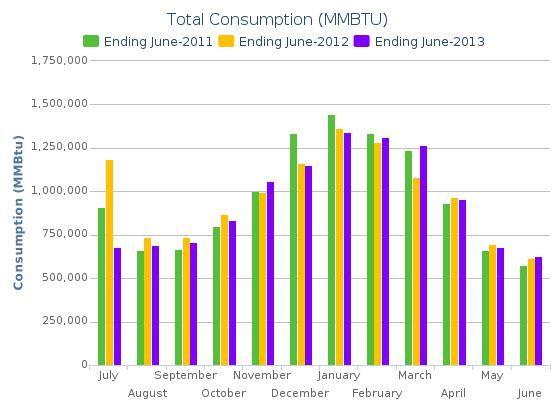 Total Consumption (MMBTU)
Ending June-2011 Ending June-2012 Ending June-2013
1,750,000
1,500,000
1,250,000
1,000,000
750,000
500,000
250,000
0
Consumption (MMBtu)
July September November January March May
August October December February April June